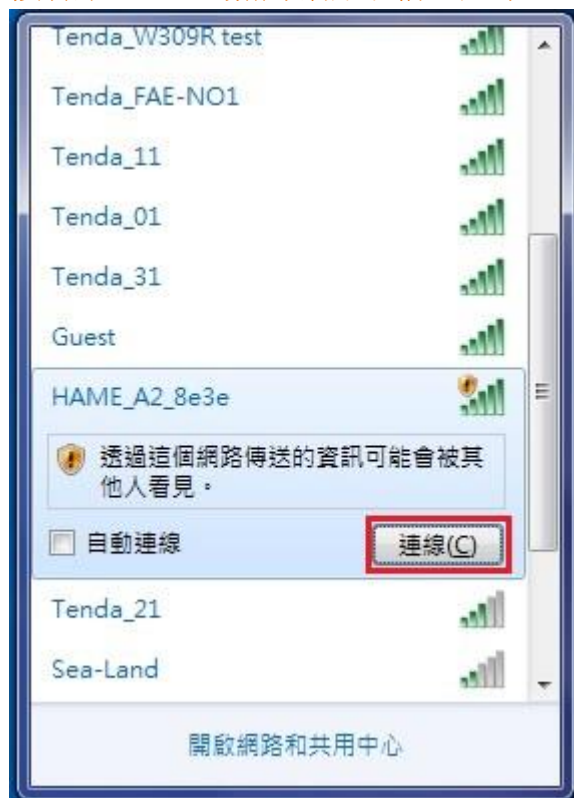 Tenda_W309R test
Tenda_FAE-NO1
Tenda_11
Tenda_01
Tenda_31
Guest
HAME_A2_8e3e
透過這個網路傳送的資訊可能會被其
他人看見。
自動連線
連線(C)
Tenda_21
Sea-Land
開啟網路和共用中心